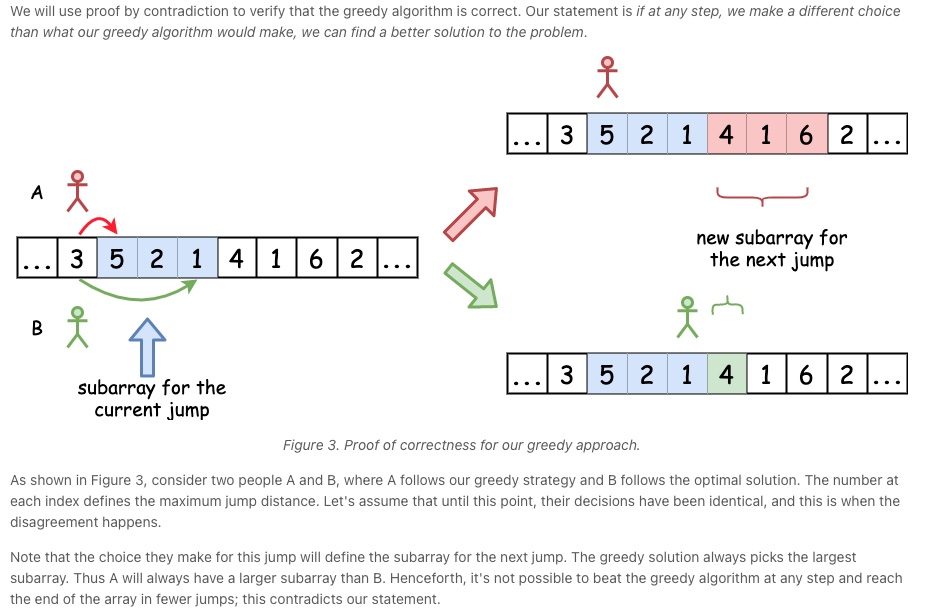 We will use proof by contradiction to verify that the greedy algorithm is correct. Our statement is if at any step, we make a different choice
than what our greedy algorithm would make, we can find a better solution to the problem.
... 3 5 2 1 4 1 6 2 ...
A
... 3 5 2 1 4 1 6 2 ...
new subarray for
the next jump
B
... 3 5 2 1 4 1 6 2 ...
subarray for the
current jump
Figure 3. Proof of correctness for our greedy approach.
As shown in Figure 3, consider two people A and B, where A follows our greedy strategy and B follows the optimal solution. The number at
each index defines the maximum jump distance. Let's assume that until this point, their decisions have been identical, and this is when the
disagreement happens.
Note that the choice they make for this jump will define the subarray for the next jump. The greedy solution always picks the largest
subarray. Thus A will always have a larger subarray than B. Henceforth, it's not possible to beat the greedy algorithm at any step and reach
the end of the array in fewer jumps; this contradicts our statement.